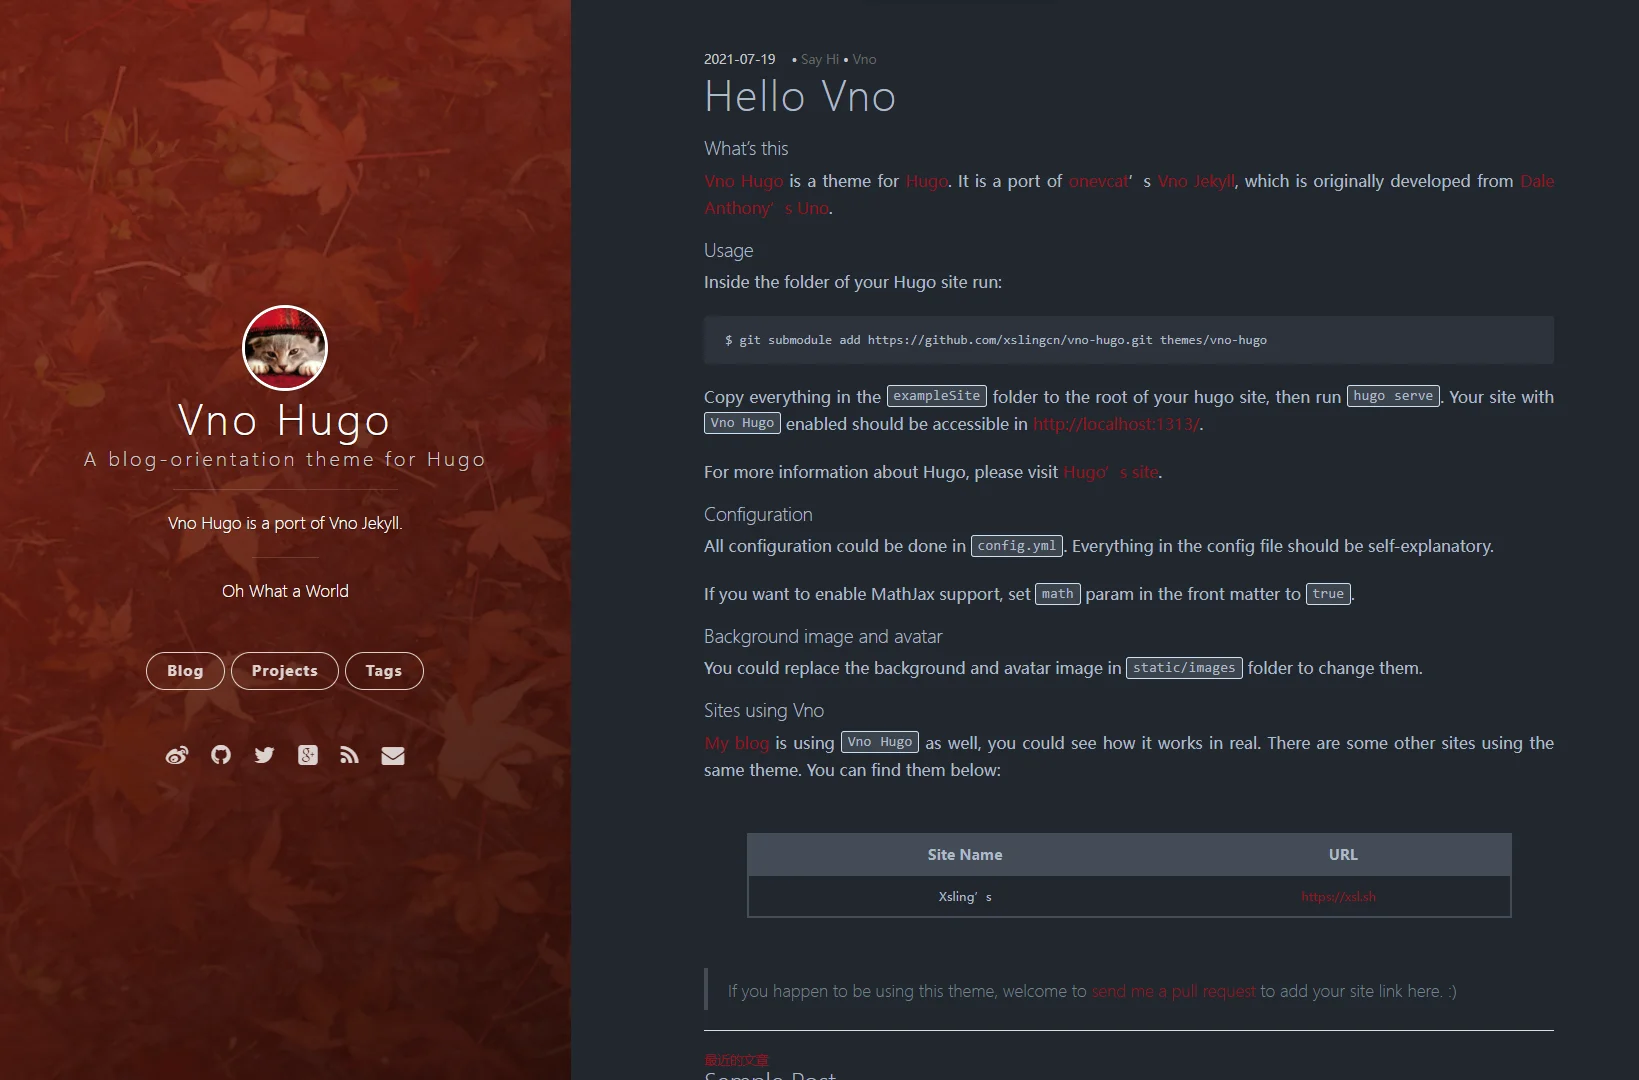 Vno Hugo
A blog-orientation theme for Hugo
Vno Hugo is a port of Vno Jekyll.
Oh What a World
Blog Projects Tags
2021-07-19 • Say Hi • Vno
Hello Vno
What’s this
Vno Hugo is a theme for Hugo. It is a port of onevcat’s Vno Jekyll, which is originally developed from Dale
Anthony’s Uno.
Usage
Inside the folder of your Hugo site run:
$ git submodule add https://github.com/xslingcn/vno-hugo.git themes/vno-hugo
Copy everything in the exampleSite folder to the root of your hugo site, then run hugo serve. Your site with
Vno Hugo enabled should be accessible in http://localhost:1313/.
For more information about Hugo, please visit Hugo’s site.
Configuration
All configuration could be done in config.yml. Everything in the config file should be self-explanatory.
If you want to enable MathJax support, set math param in the front matter to true.
Background image and avatar
You could replace the background and avatar image in static/images folder to change them.
Sites using Vno
My blog is using Vno Hugo as well, you could see how it works in real. There are some other sites using the
same theme. You can find them below:
Site Name URL
Xsling’s https://xsl.sh
If you happen to be using this theme, welcome to send me a pull request to add your site link here. :)
最近的文章
Sample Post